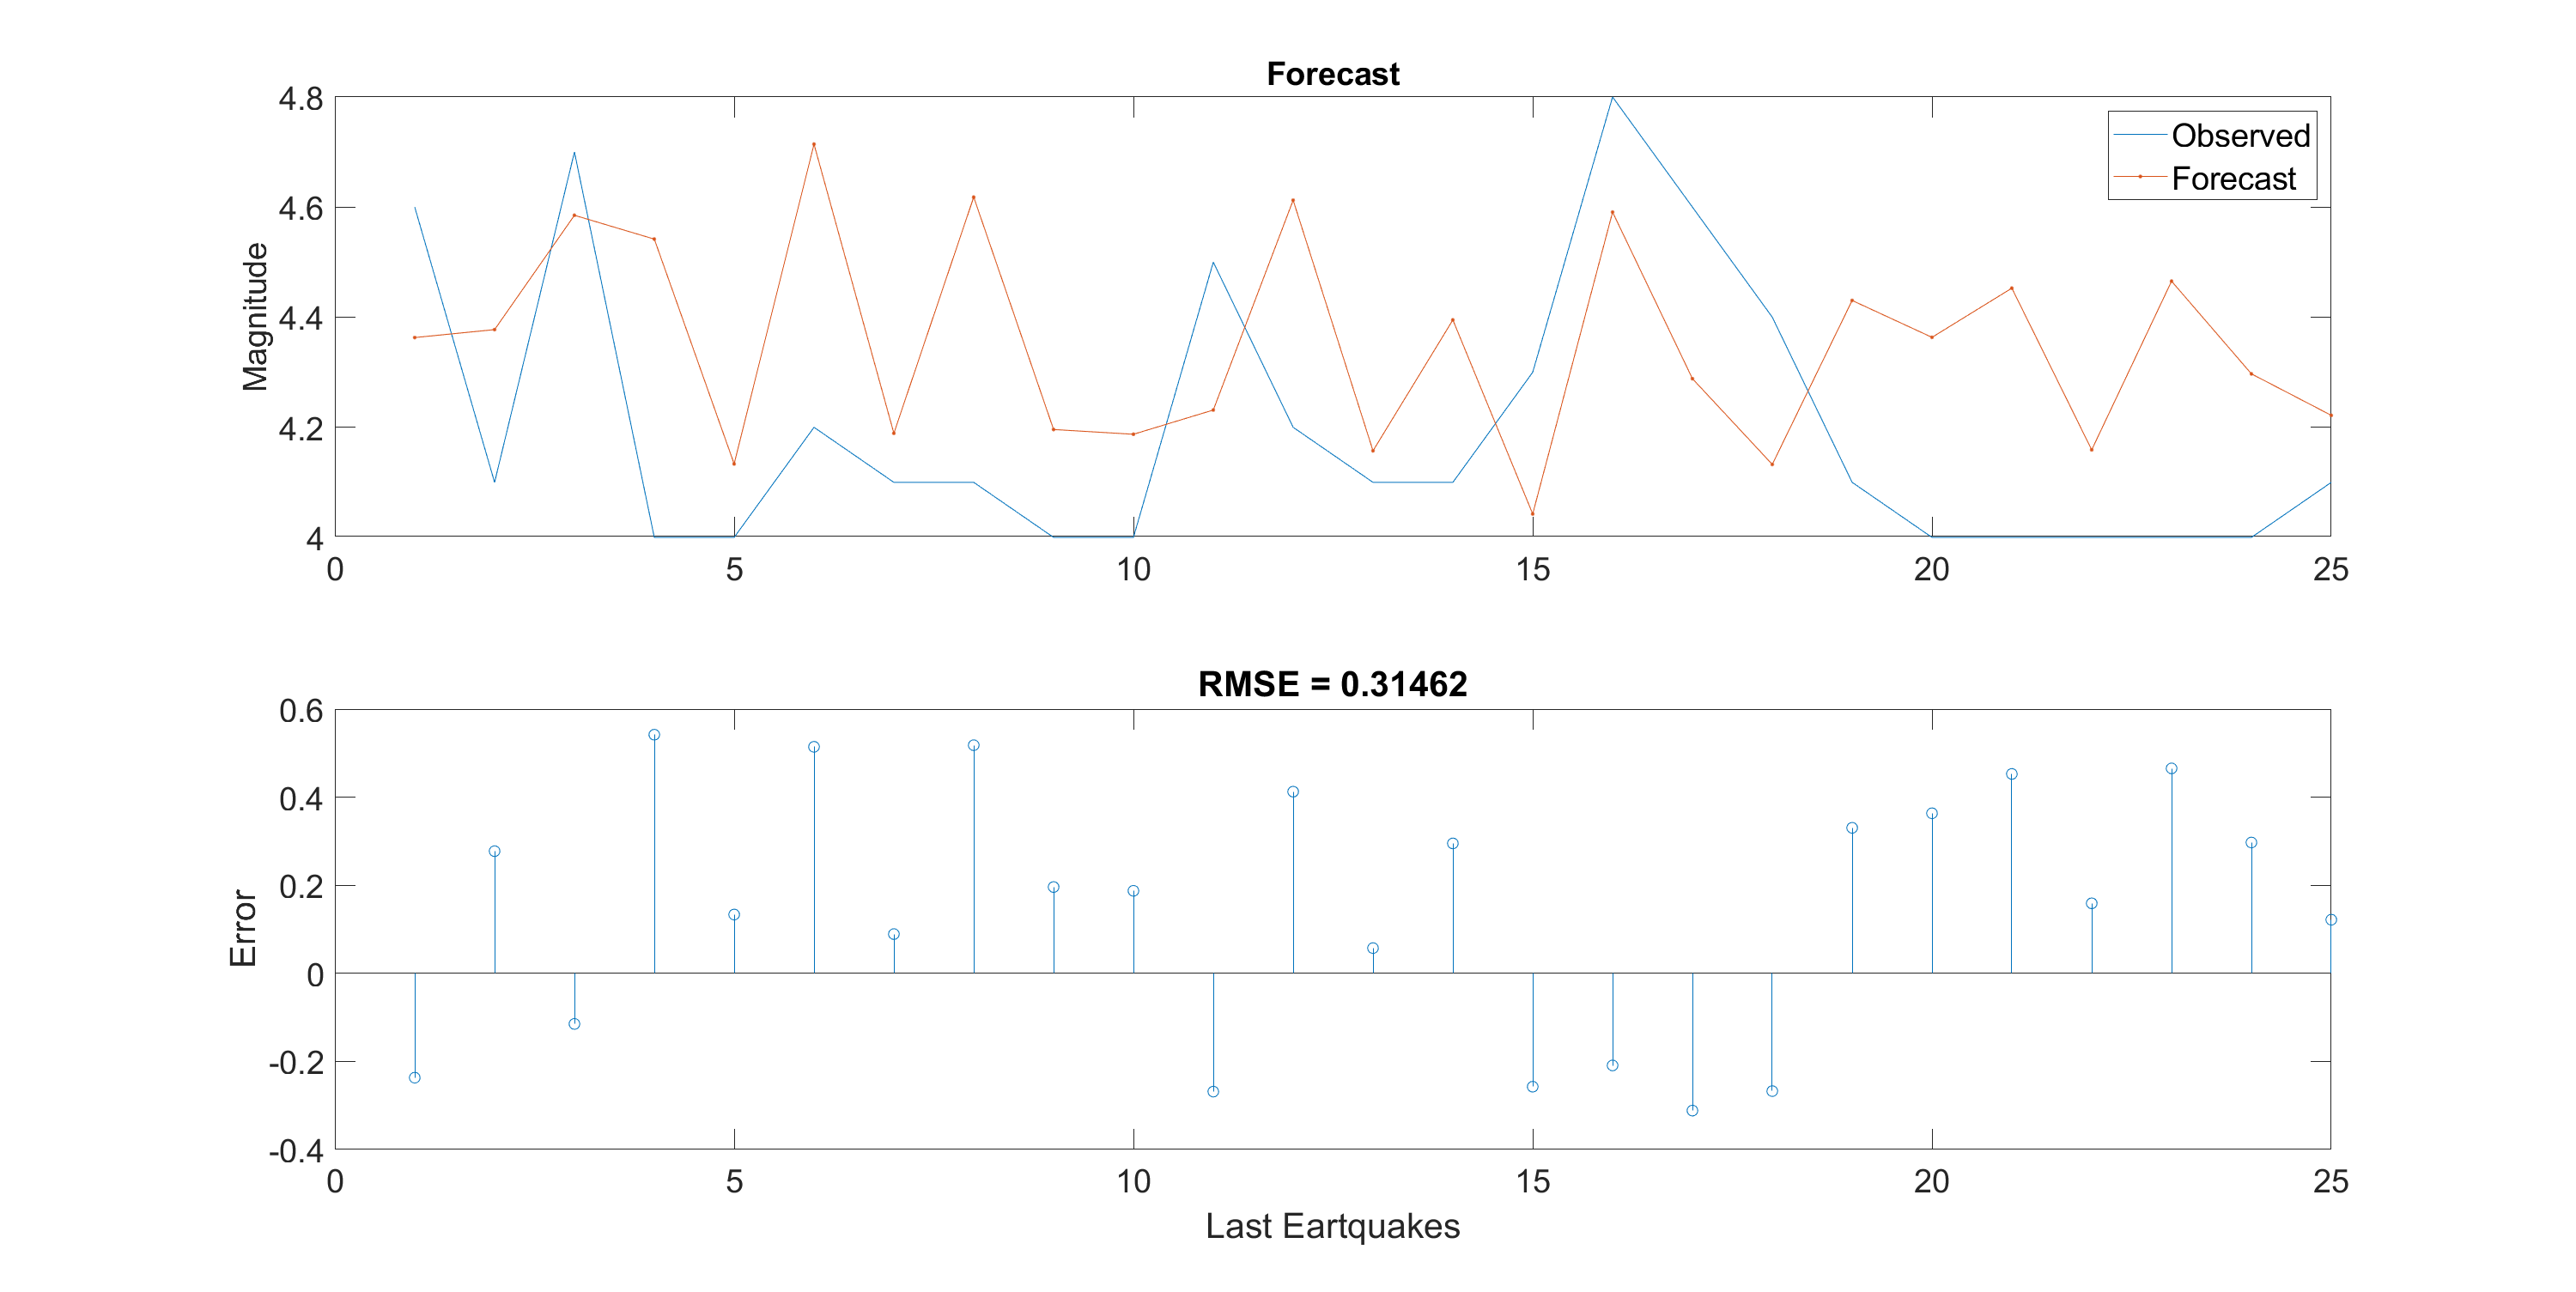 Forecast
4.8
4.6
4.4
4.2
4
Magnitude
Observed
Forecast
0 5 10 15 20 25
RMSE = 0.31462
0.6
0.4
0.2
0
-0.2
-0.4
Error
0 5 10 15 20 25
Last Eartquakes